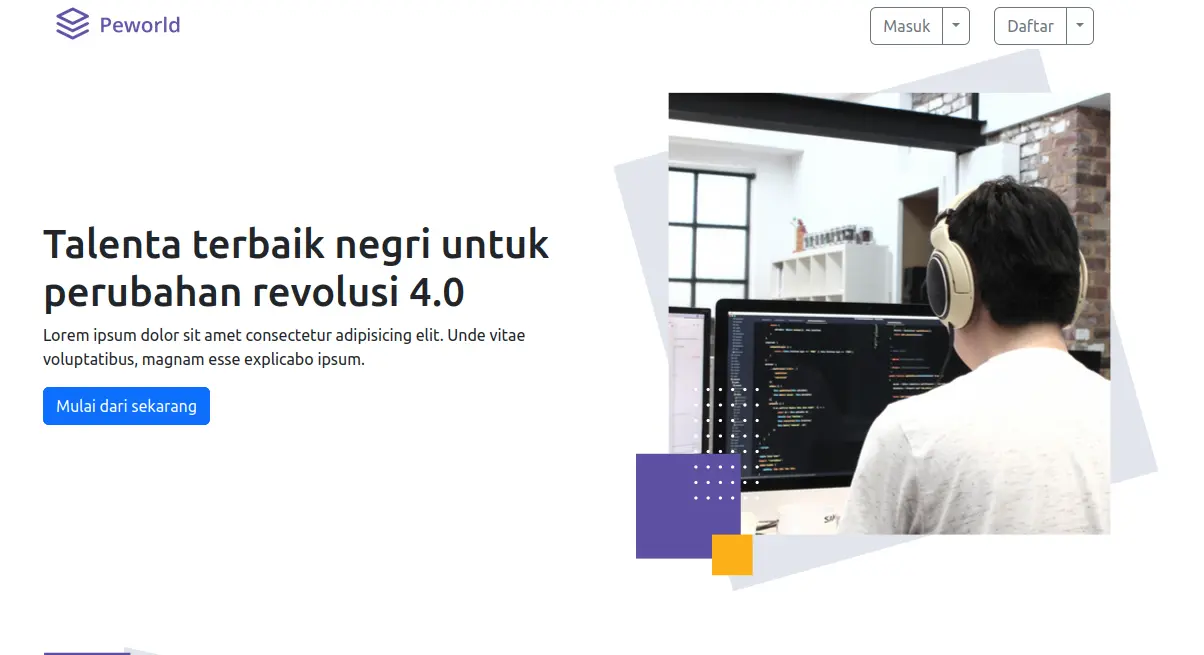 Peworld
Masuk
Daftar
Talenta terbaik negri untuk
perubahan revolusi 4.0
Lorem ipsum dolor sit amet consectetur adipisicing elit. Unde vitae
voluptatibus, magnam esse explicabo ipsum.
Mulai dari sekarang